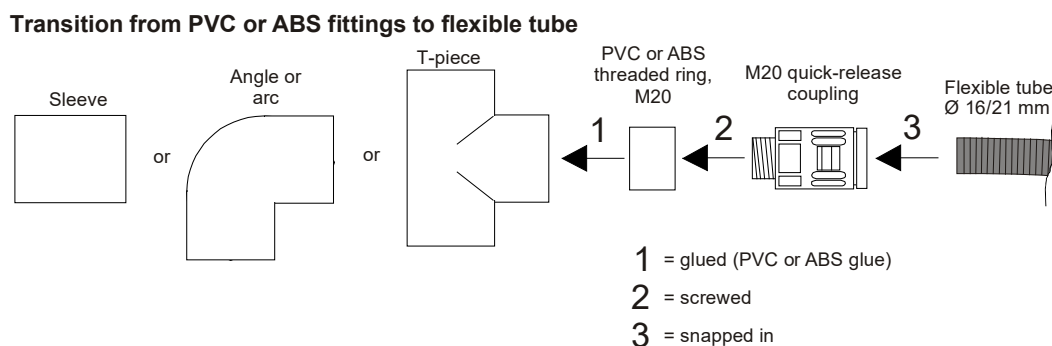 Transition from PVC or ABS fittings to flexible tube
Sleeve
or
Angle or
arc
or
T-piece
1
PVC or ABS
threaded ring,
M20
2
M20 quick-release
coupling
3
Flexible tube
Ø 16/21 mm
1 = glued (PVC or ABS glue)
2 = screwed
3 = snapped in